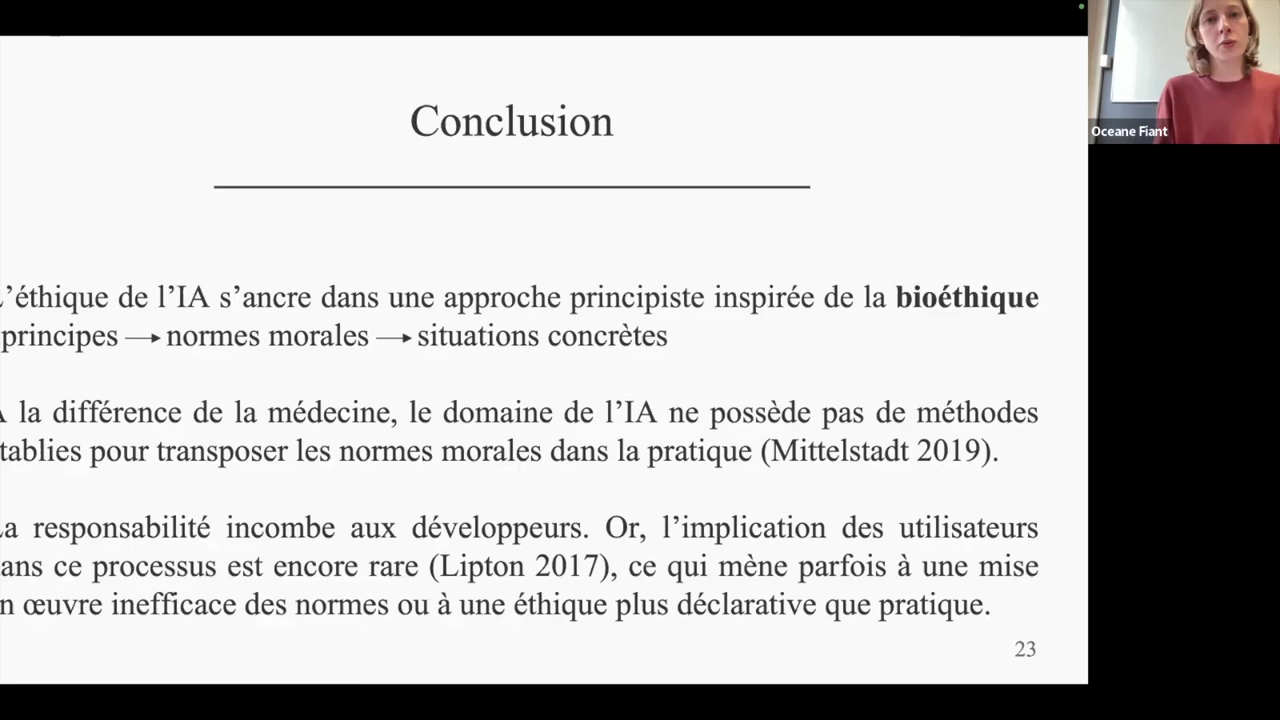 Conclusion
’éthique de l’IA s’ancre dans une approche principiste inspirée de la bioéthique
principes → normes morales → situations concrètes
la différence de la médecine, le domaine de l’IA ne possède pas de méthodes
tablies pour transposer les normes morales dans la pratique (Mittelstadt 2019).
a responsabilité incombe aux développeurs. Or, l’implication des utilisateurs
ans ce processus est encore rare (Lipton 2017), ce qui mène parfois à une mise
n œuvre inefficace des normes ou à une éthique plus déclarative que pratique.
23
Oceane Fiant